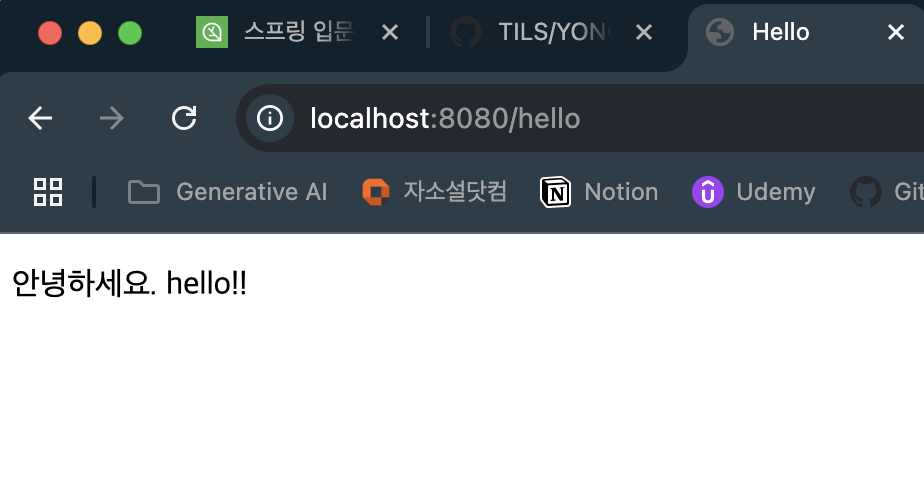 스프링 입문
TILS/YON
Hello
localhost:8080/hello
Generative AI
자소설닷컴
Notion
Udemy
Git
안녕하세요. hello!!